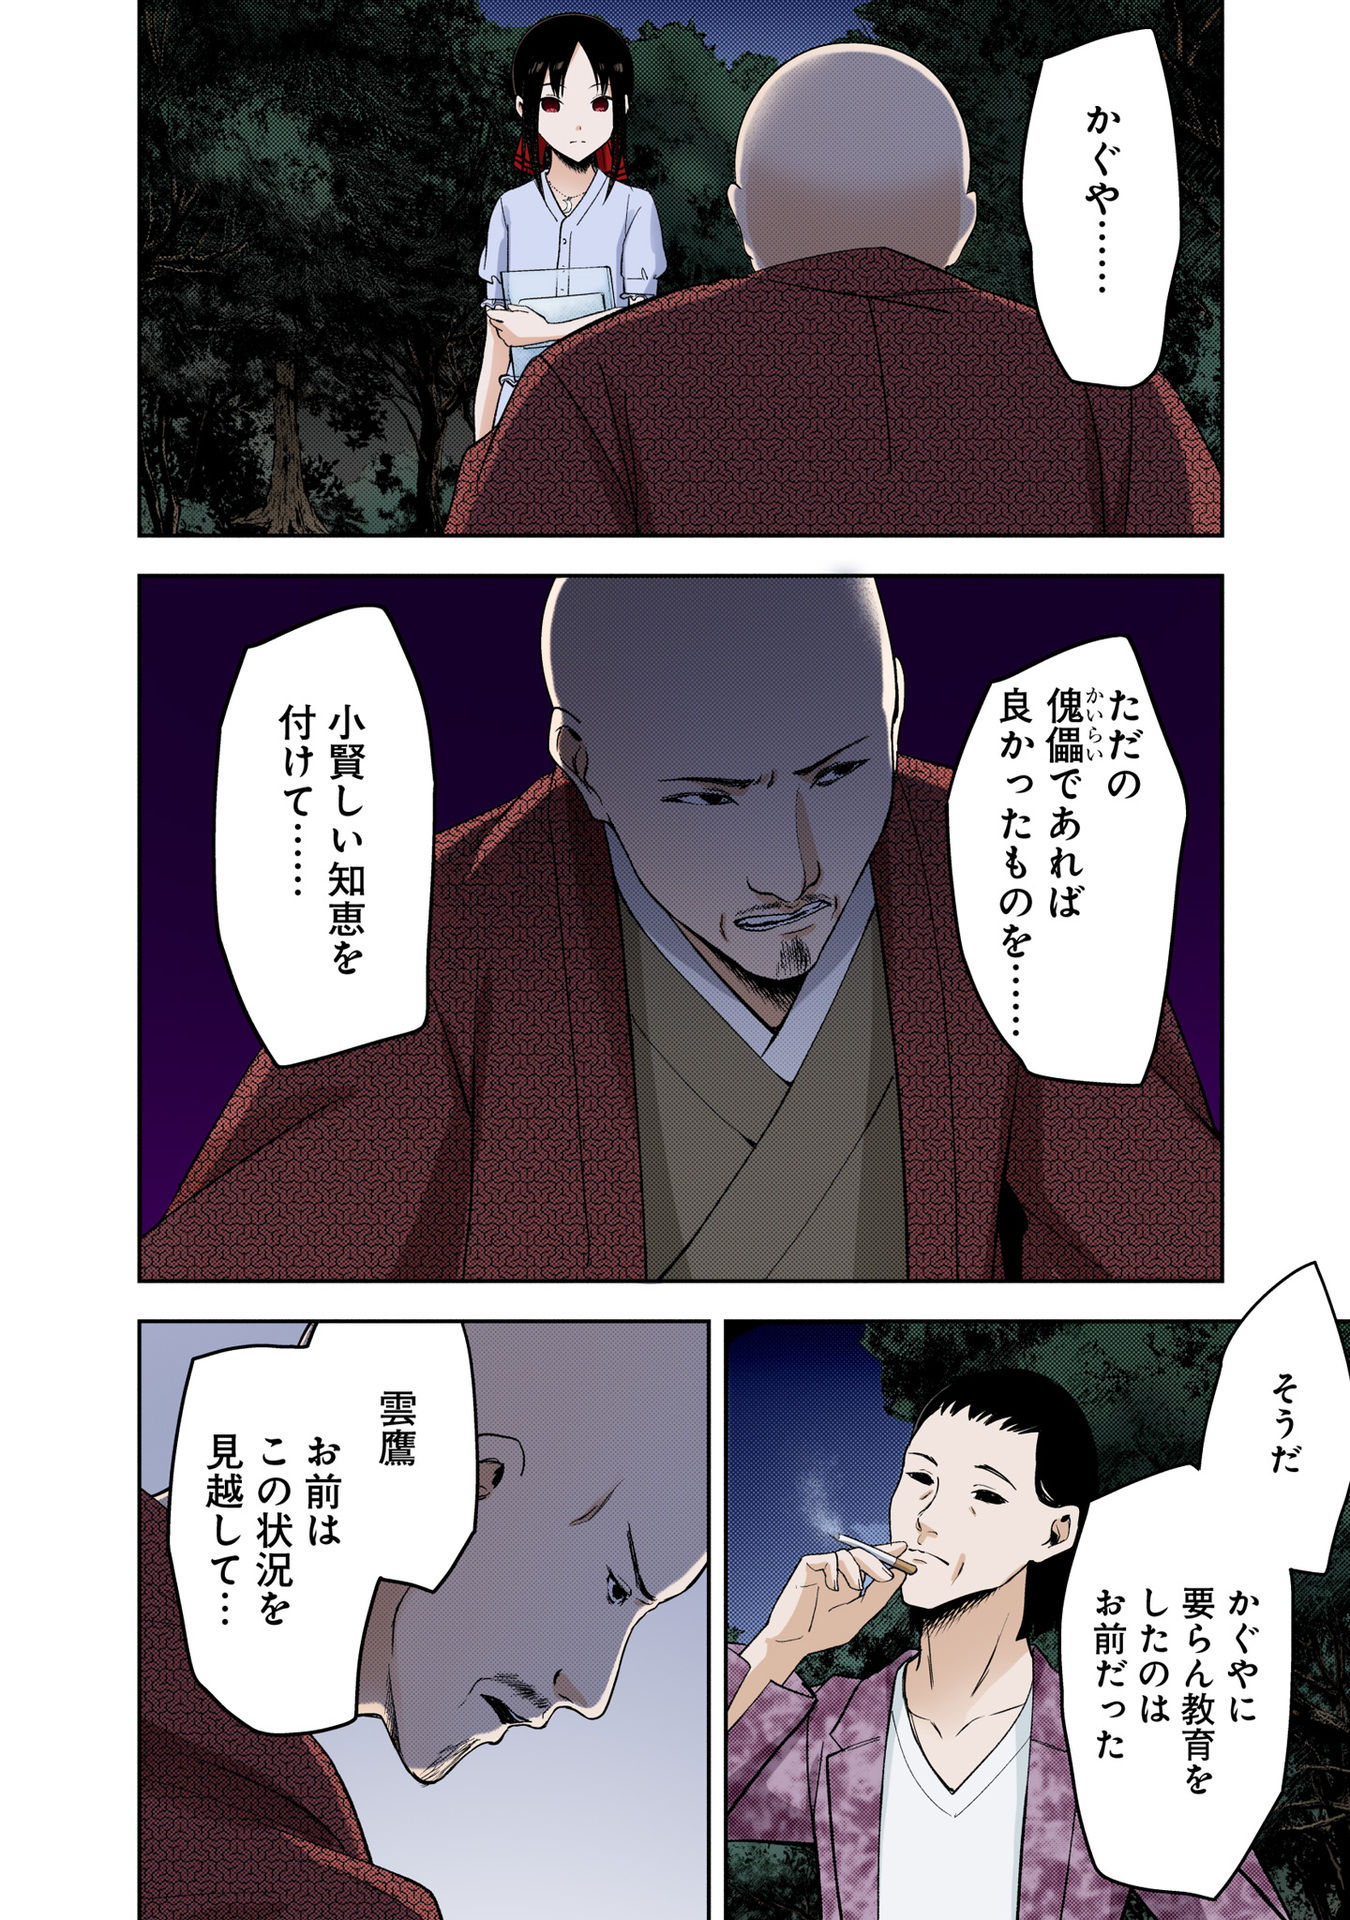 かぐや……
ただの
傀儡であれば
かいらい
良かったものを……
小賢しい知恵を
付けて……
そうだ
かぐやに
要らん教育を
したのは
お前だった
雲鷹
お前は
この状況を
見越して…